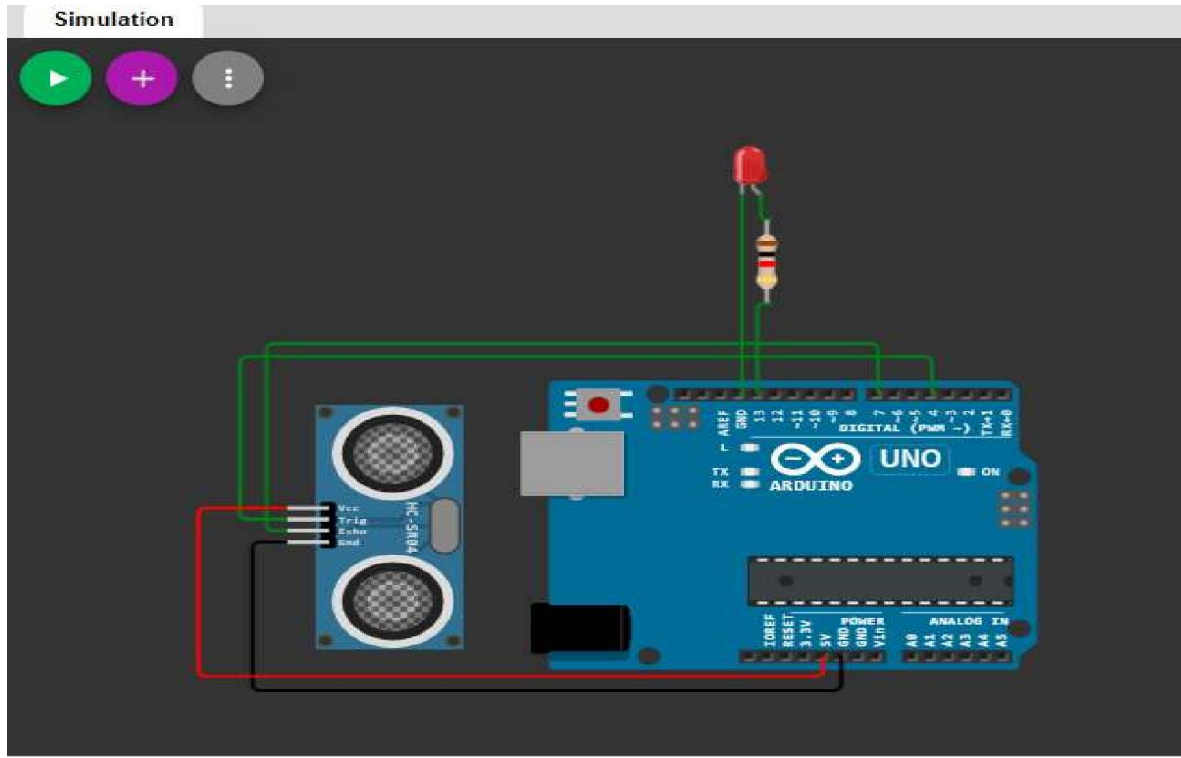 Simulation
AREF
GND
13
12
~11
~10
~9
8
7
~6
~5
4
~3
2
TX→1
RX←0
DIGITAL (PWM ~)
L
TX
RX
UNO
ARDUINO
ON
Vcc
Trig
Echo
Gnd
HC-SR04
POWER
ANALOG IN
IOREF
RESET
3.3V
5V
GND
GND
Vin
A0
A1
A2
A3
A4
A5